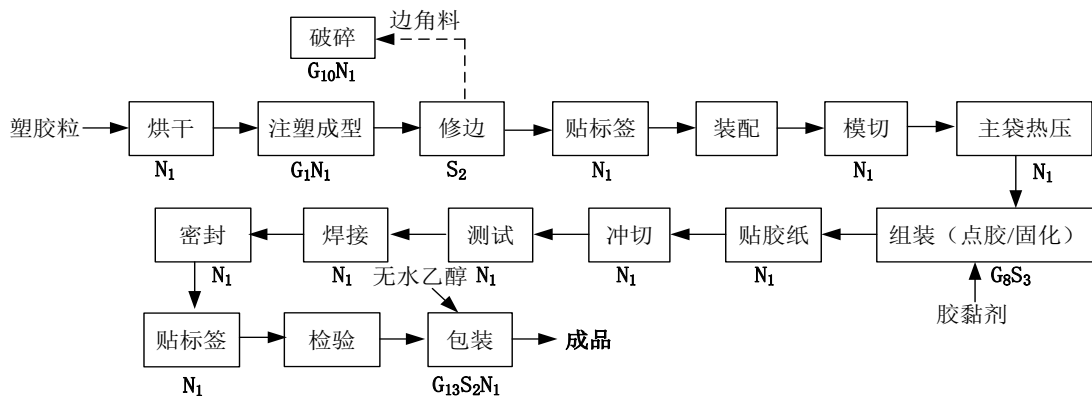 破碎
边角料
G₁₀N₁
塑胶粒
烘干
注塑成型
修边
贴标签
装配
模切
主袋热压
N₁
G₁N₁
S₂
N₁
N₁
N₁
密封
焊接
测试
冲切
贴胶纸
组装（点胶/固化）
N₁
N₁
N₁
N₁
N₁
G₈S₃
无水乙醇
胶黏剂
贴标签
检验
包装
成品
N₁
G₁₃S₂N₁